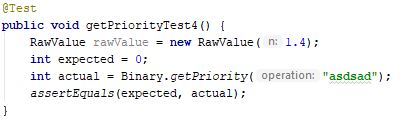 @Test
public void getPriorityTest4() {
RawValue rawValue = new RawValue( n: 1.4);
int expected = 0;
int actual = Binary.getPriority( operation: "asdsad");
assertEquals(expected, actual);
}